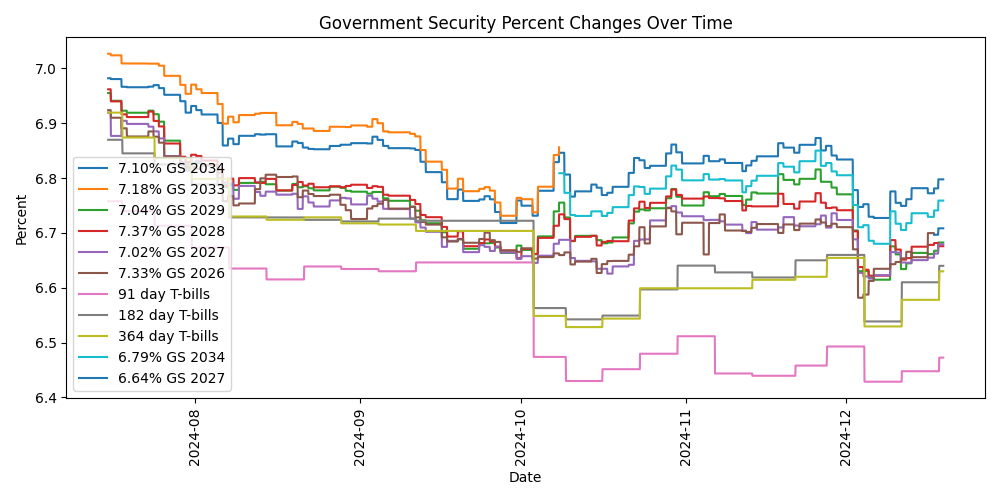 Government Security Percent Changes Over Time
Percent
7.0
6.9
6.8
6.7
6.6
6.5
6.4
7.10% GS 2034
7.18% GS 2033
7.04% GS 2029
7.37% GS 2028
7.02% GS 2027
7.33% GS 2026
91 day T-bills
182 day T-bills
364 day T-bills
6.79% GS 2034
6.64% GS 2027
2024-08
2024-09
2024-10
2024-11
2024-12
Date